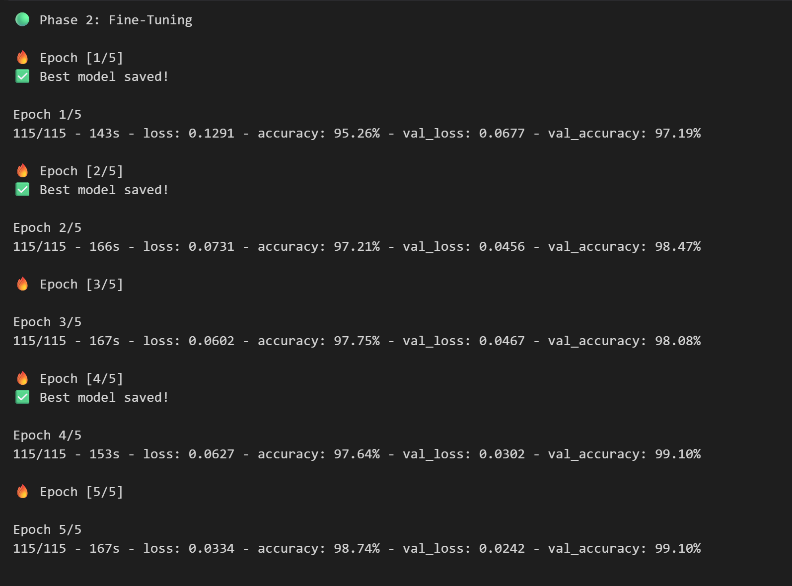 🟢 Phase 2: Fine-Tuning
🔥 Epoch [1/5]
✅ Best model saved!
Epoch 1/5
115/115 - 143s - loss: 0.1291 - accuracy: 95.26% - val_loss: 0.0677 - val_accuracy: 97.19%
🔥 Epoch [2/5]
✅ Best model saved!
Epoch 2/5
115/115 - 166s - loss: 0.0731 - accuracy: 97.21% - val_loss: 0.0456 - val_accuracy: 98.47%
🔥 Epoch [3/5]
Epoch 3/5
115/115 - 167s - loss: 0.0602 - accuracy: 97.75% - val_loss: 0.0467 - val_accuracy: 98.08%
🔥 Epoch [4/5]
✅ Best model saved!
Epoch 4/5
115/115 - 153s - loss: 0.0627 - accuracy: 97.64% - val_loss: 0.0302 - val_accuracy: 99.10%
🔥 Epoch [5/5]
Epoch 5/5
115/115 - 167s - loss: 0.0334 - accuracy: 98.74% - val_loss: 0.0242 - val_accuracy: 99.10%